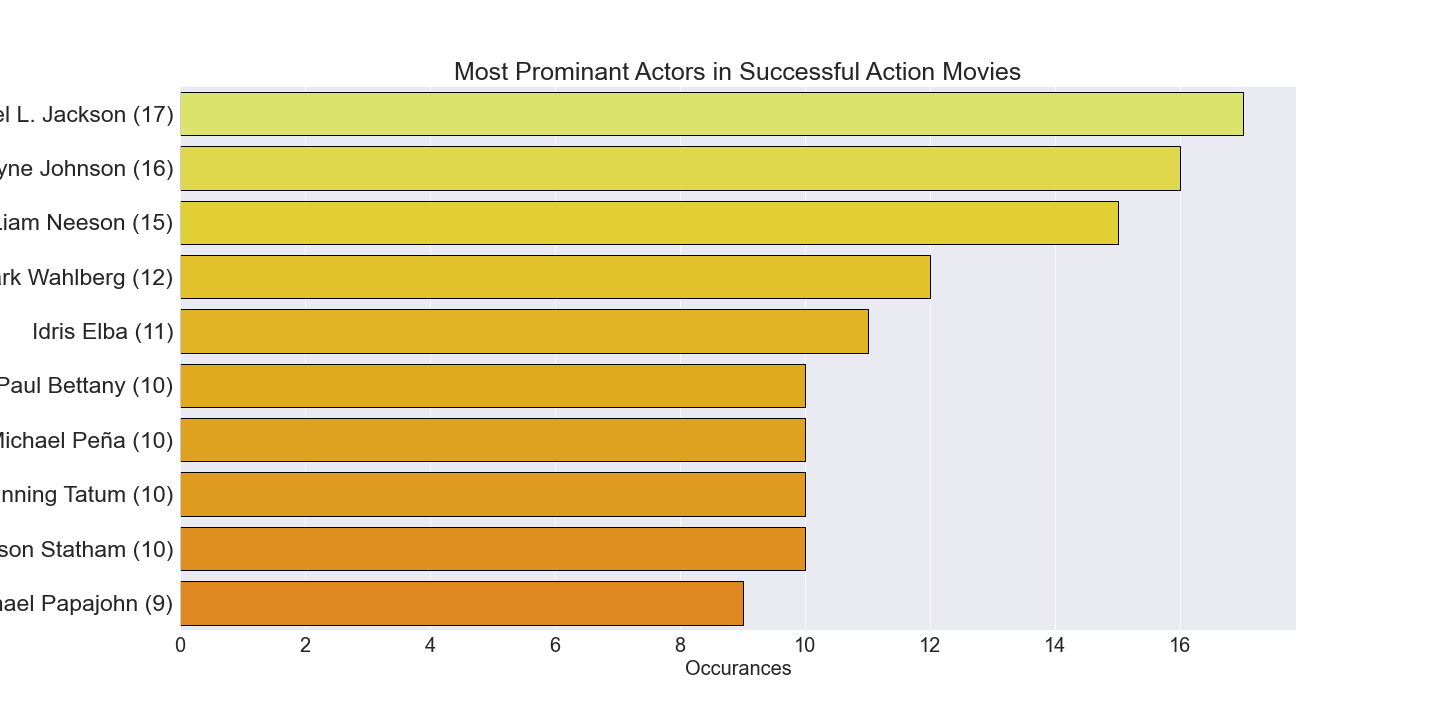 Most Prominant Actors in Successful Action Movies
el L. Jackson (17)
yne Johnson (16)
Liam Neeson (15)
ark Wahlberg (12)
Idris Elba (11)
Paul Bettany (10)
Michael Peña (10)
nning Tatum (10)
son Statham (10)
hael Papajohn (9)
0 2 4 6 8 10 12 14 16
Occurances